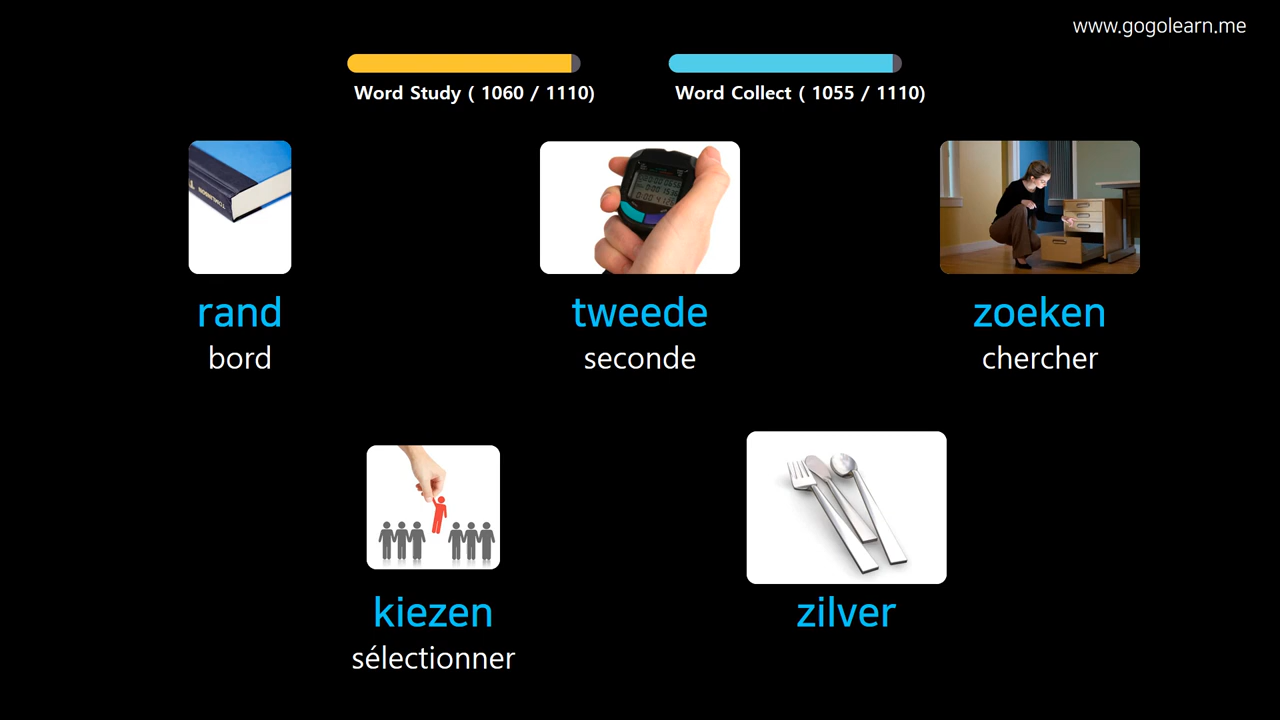 www.gogolearn.me
Word Study ( 1060 / 1110)
Word Collect ( 1055 / 1110)
rand
bord
tweede
seconde
zoeken
chercher
kiezen
sélectionner
zilver